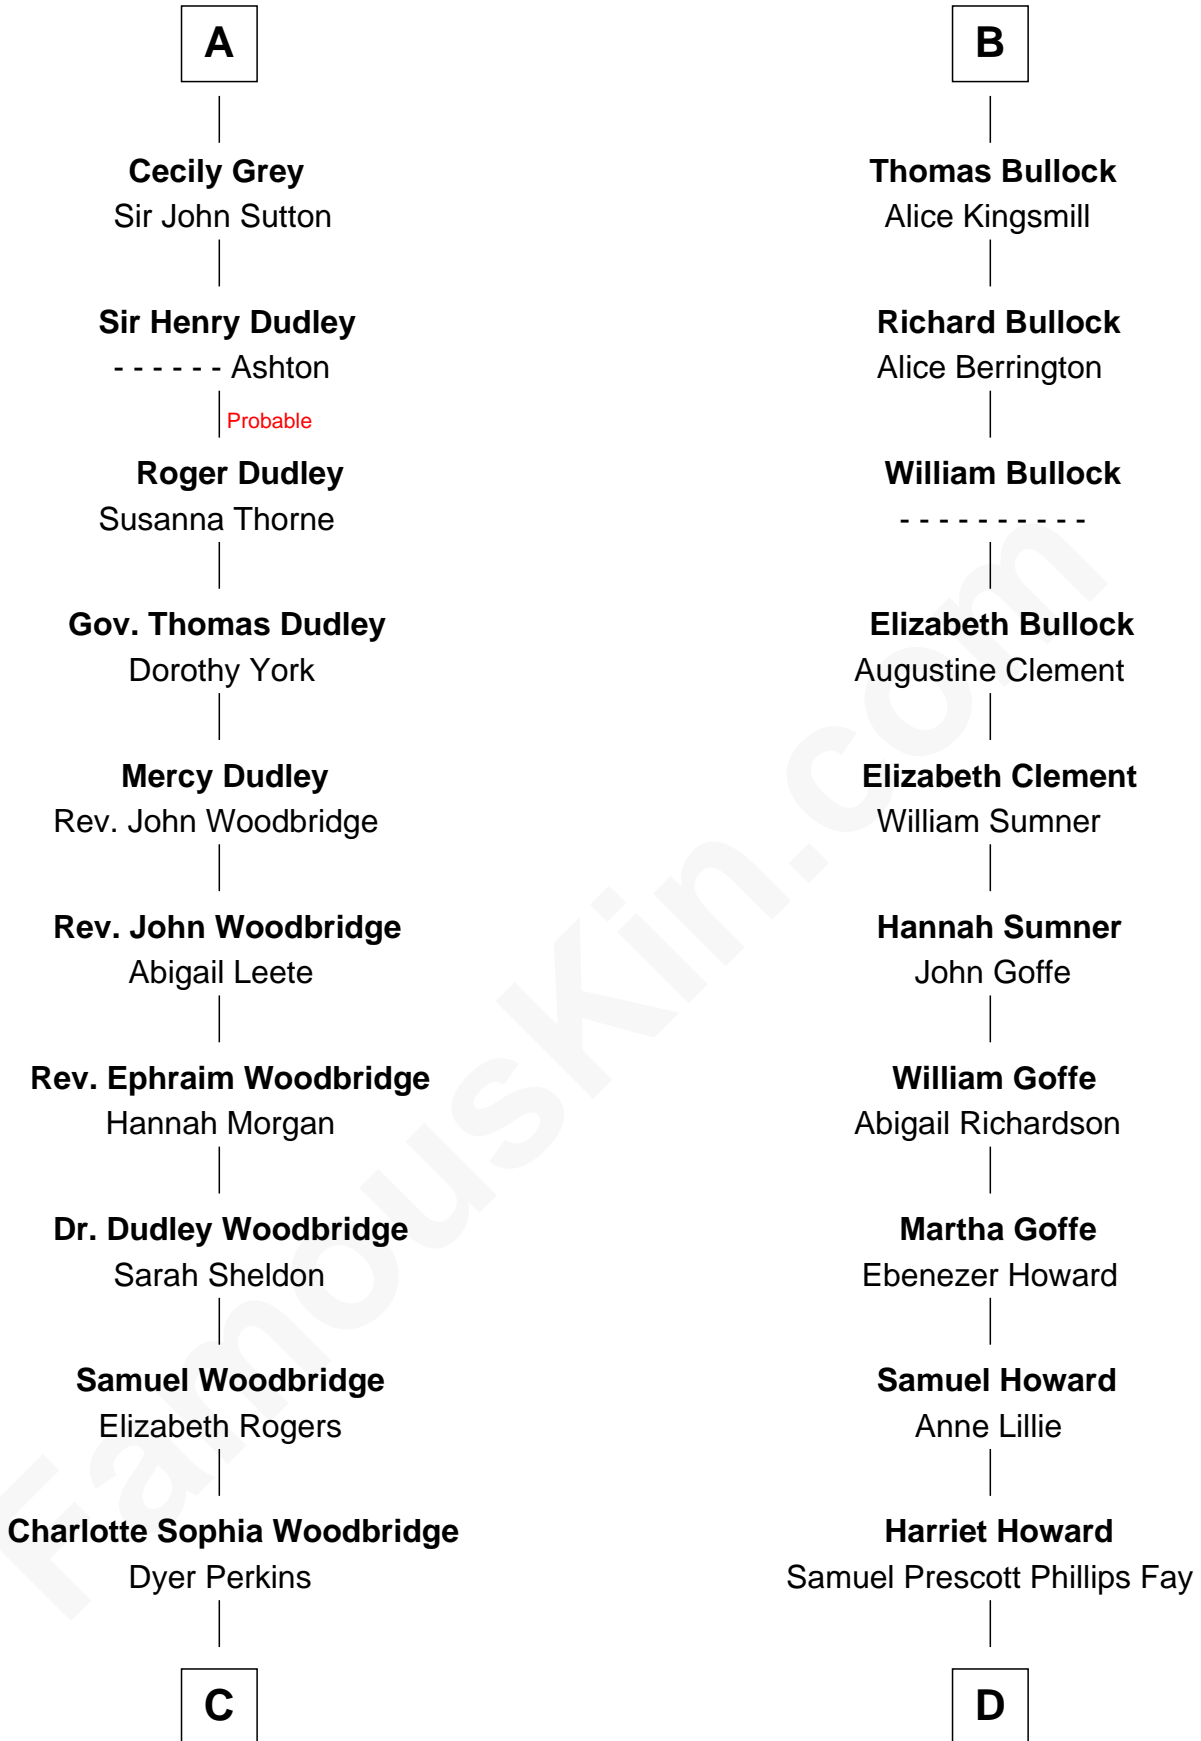 A
Cecily Grey
Sir John Sutton
Sir Henry Dudley
- - - - - - Ashton
Probable
Roger Dudley
Susanna Thorne
Gov. Thomas Dudley
Dorothy York
Mercy Dudley
Rev. John Woodbridge
Rev. John Woodbridge
Abigail Leete
Rev. Ephraim Woodbridge
Hannah Morgan
Dr. Dudley Woodbridge
Sarah Sheldon
Samuel Woodbridge
Elizabeth Rogers
Charlotte Sophia Woodbridge
Dyer Perkins
C
B
Thomas Bullock
Alice Kingsmill
Richard Bullock
Alice Berrington
William Bullock
- - - - - - - - - -
Elizabeth Bullock
Augustine Clement
Elizabeth Clement
William Sumner
Hannah Sumner
John Goffe
William Goffe
Abigail Richardson
Martha Goffe
Ebenezer Howard
Samuel Howard
Anne Lillie
Harriet Howard
Samuel Prescott Phillips Fay
D
FamousKin.com